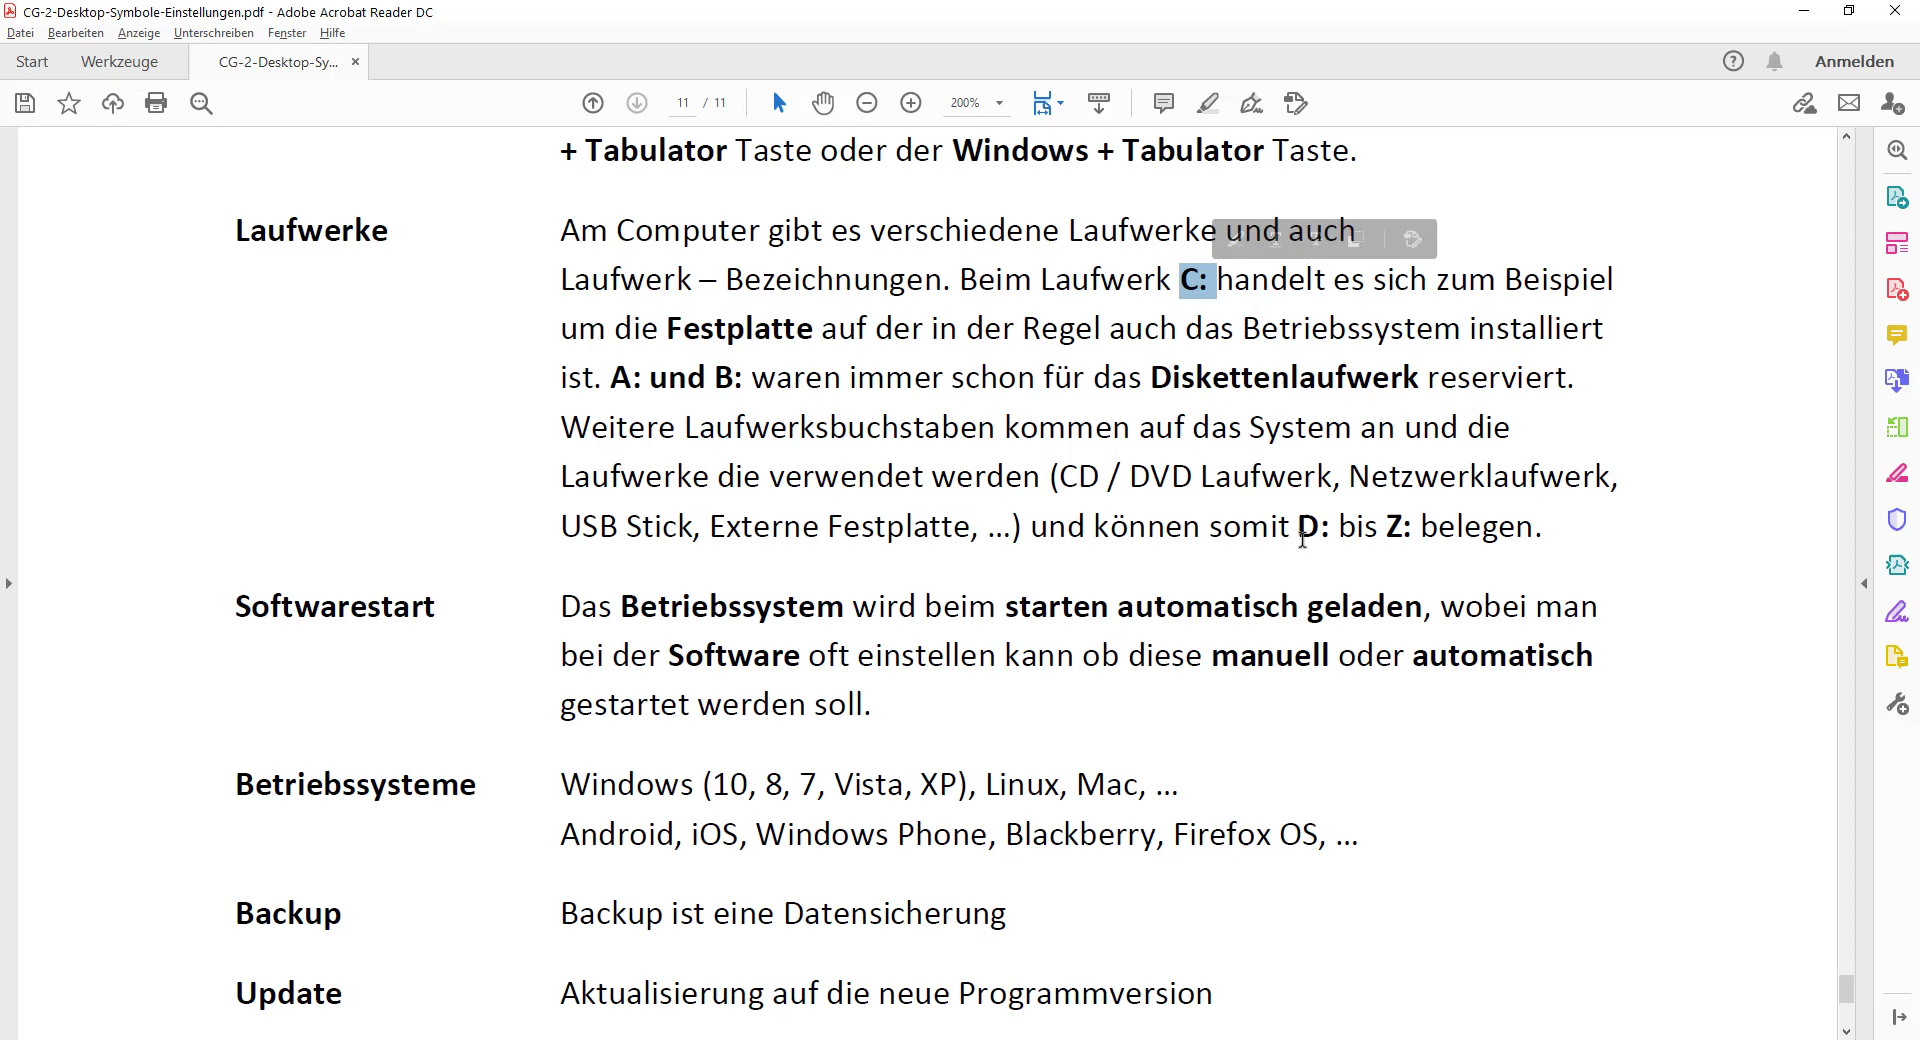 CG-2-Desktop-Symbole-Einstellungen.pdf - Adobe Acrobat Reader DC
Datei Bearbeiten Anzeige Unterschreiben Fenster Hilfe
Start Werkzeuge CG-2-Desktop-Sy... × Anmelden
11 / 11 200%
+ Tabulator Taste oder der Windows + Tabulator Taste.
Laufwerke Am Computer gibt es verschiedene Laufwerke und auch
Laufwerk – Bezeichnungen. Beim Laufwerk C: handelt es sich zum Beispiel
um die Festplatte auf der in der Regel auch das Betriebssystem installiert
ist. A: und B: waren immer schon für das Diskettenlaufwerk reserviert.
Weitere Laufwerksbuchstaben kommen auf das System an und die
Laufwerke die verwendet werden (CD / DVD Laufwerk, Netzwerklaufwerk,
USB Stick, Externe Festplatte, ...) und können somit D: bis Z: belegen.
Softwarestart Das Betriebssystem wird beim starten automatisch geladen, wobei man
bei der Software oft einstellen kann ob diese manuell oder automatisch
gestartet werden soll.
Betriebssysteme Windows (10, 8, 7, Vista, XP), Linux, Mac, ...
Android, iOS, Windows Phone, Blackberry, Firefox OS, ...
Backup Backup ist eine Datensicherung
Update Aktualisierung auf die neue Programmversion